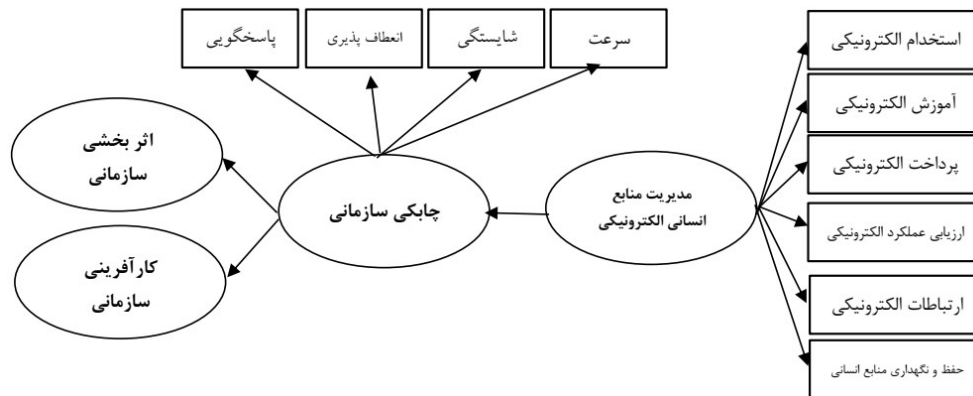 سرعت
شایستگی
انعطاف پذیری
پاسخگویی
استخدام الکترونیکی
آموزش الکترونیکی
پرداخت الکترونیکی
ارزیابی عملکرد الکترونیکی
ارتباطات الکترونیکی
حفظ و نگهداری منابع انسانی
مدیریت منابع
انسانی الکترونیکی
چابکی سازمانی
اثر بخشی
سازمانی
کارآفرینی
سازمانی